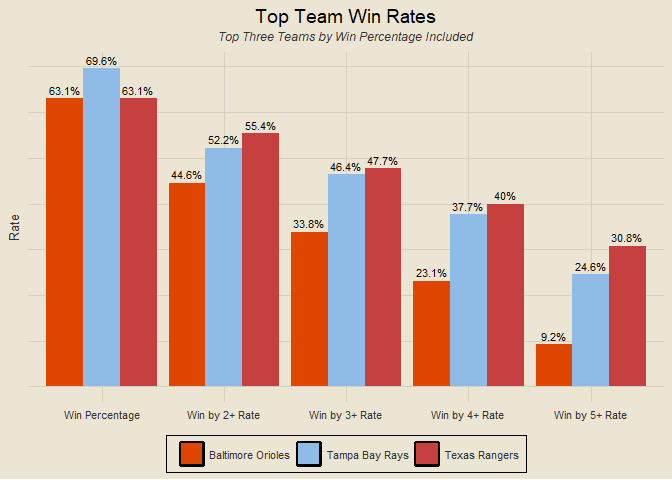 Top Team Win Rates
Top Three Teams by Win Percentage Included
69.6%
63.1% 63.1%
55.4%
52.2%
44.6% 46.4% 47.7%
33.8% 37.7% 40%
30.8%
23.1% 24.6%
9.2%
Rate
Win Percentage Win by 2+ Rate Win by 3+ Rate Win by 4+ Rate Win by 5+ Rate
Baltimore Orioles Tampa Bay Rays Texas Rangers